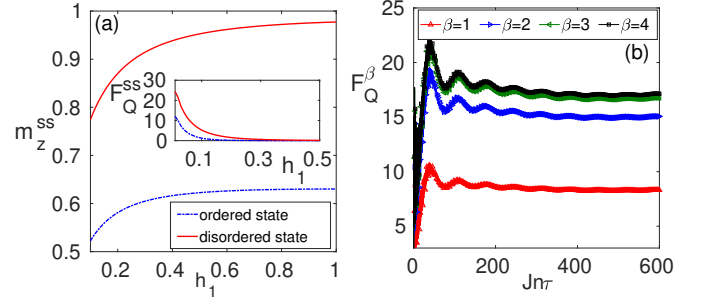 (a)
1
0.9
0.8
0.7
0.6
0.5
m_z^ss
30
20
10
0
F_Q^ss
0.1 0.3 0.5
h_1
ordered state
disordered state
0.2 0.4 0.6 0.8 1
h_1
β=1 β=2 β=3 β=4
(b)
25
20
15
10
5
F_Q^β
0 200 400 600
Jnτ